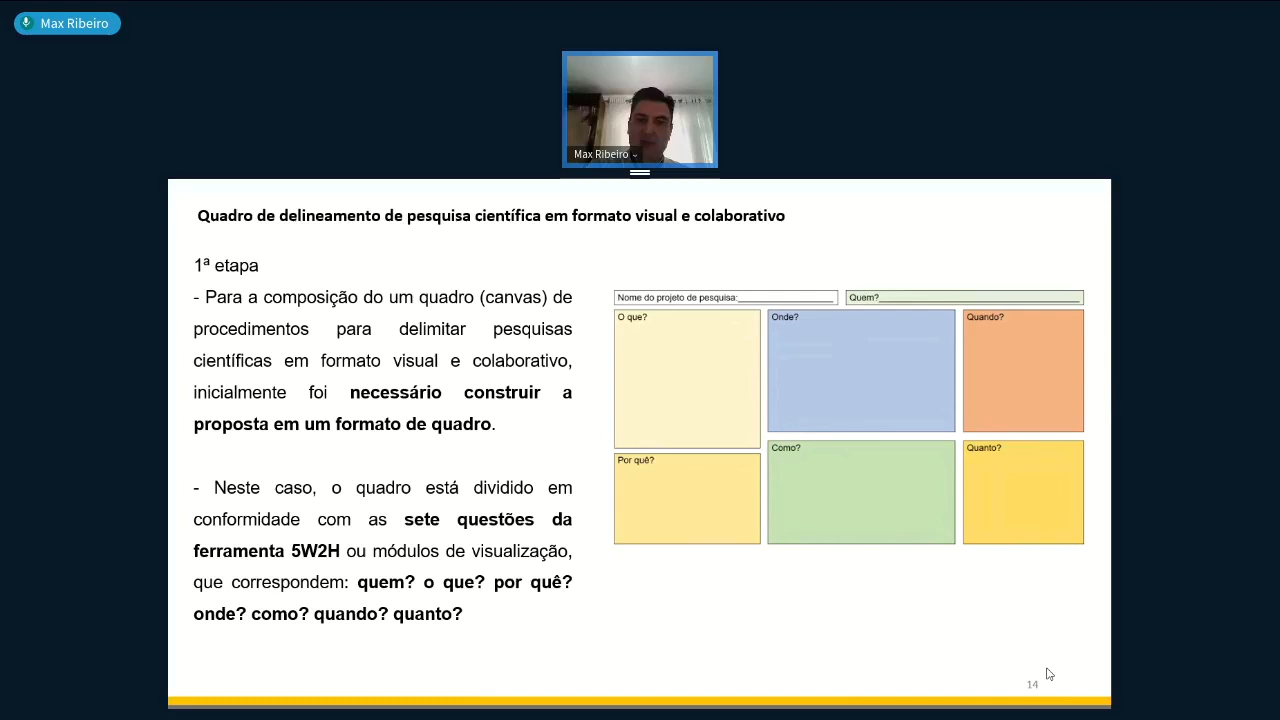 Max Ribeiro
Max Ribeiro
Quadro de delineamento de pesquisa científica em formato visual e colaborativo
1ª etapa
- Para a composição do um quadro (canvas) de
procedimentos para delimitar pesquisas
científicas em formato visual e colaborativo,
inicialmente foi necessário construir a
proposta em um formato de quadro.
- Neste caso, o quadro está dividido em
conformidade com as sete questões da
ferramenta 5W2H ou módulos de visualização,
que correspondem: quem? o que? por quê?
onde? como? quando? quanto?
Nome do projeto de pesquisa:
Quem?
O que?
Onde?
Quando?
Por quê?
Como?
Quanto?
14